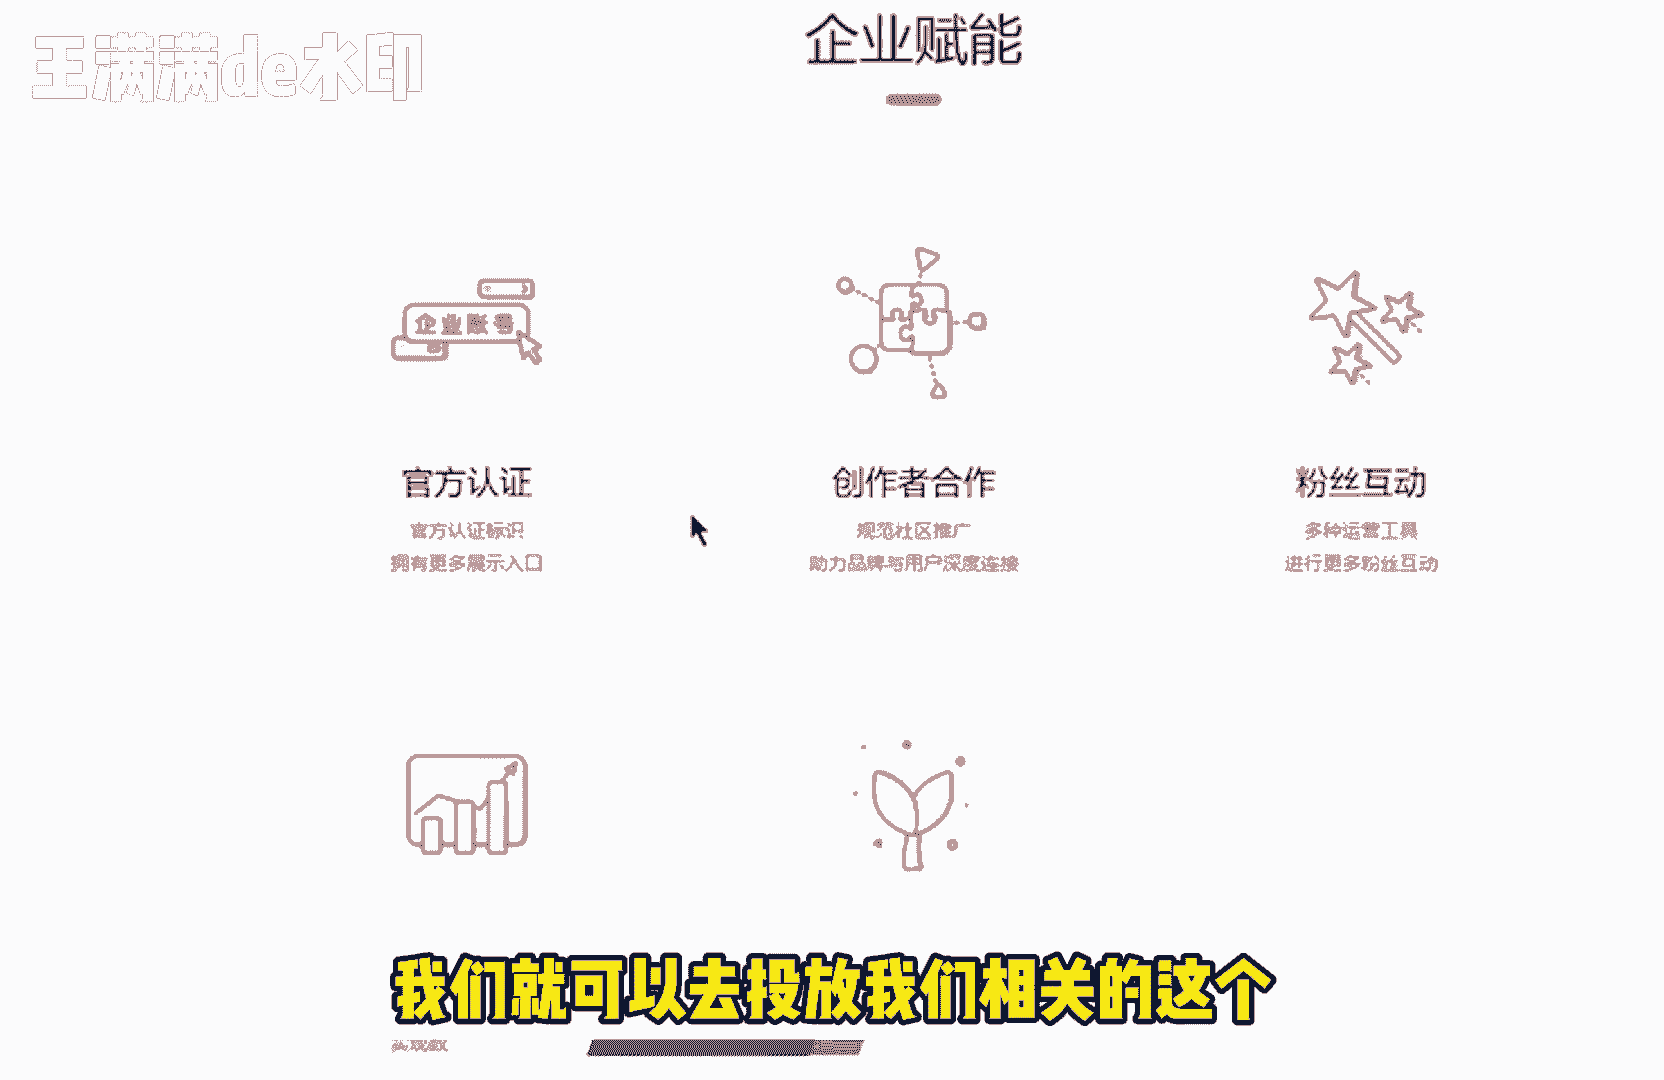 王满满de水印
企业赋能
企业账号
官方认证
官方认证标识
拥有更多展示入口
创作者合作
规范社区推广
助力品牌与用户深度连接
粉丝互动
多种运营工具
进行更多粉丝互动
我们就可以去投放我们相关的这个